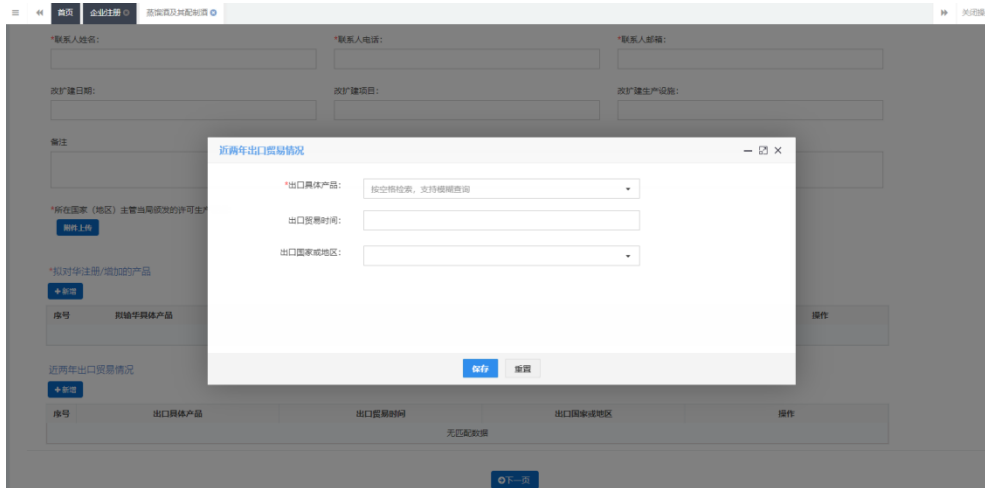 首页 企业注册 蒸馏酒及其配制酒 关闭操
*联系人姓名: *联系人电话: *联系人邮箱:
改扩建日期: 改扩建项目: 改扩建生产设施:
备注
近两年出口贸易情况
*出口具体产品: 按空格检索，支持模糊查询
*所在国家（地区）主管当局颁发的许可生产
附件上传
出口贸易时间:
出口国家或地区:
*拟对华注册/增加的产品
+新增
序号 拟输华具体产品 操作
保存 重置
近两年出口贸易情况
+新增
序号 出口具体产品 出口贸易时间 出口国家或地区 操作
无匹配数据
下一页